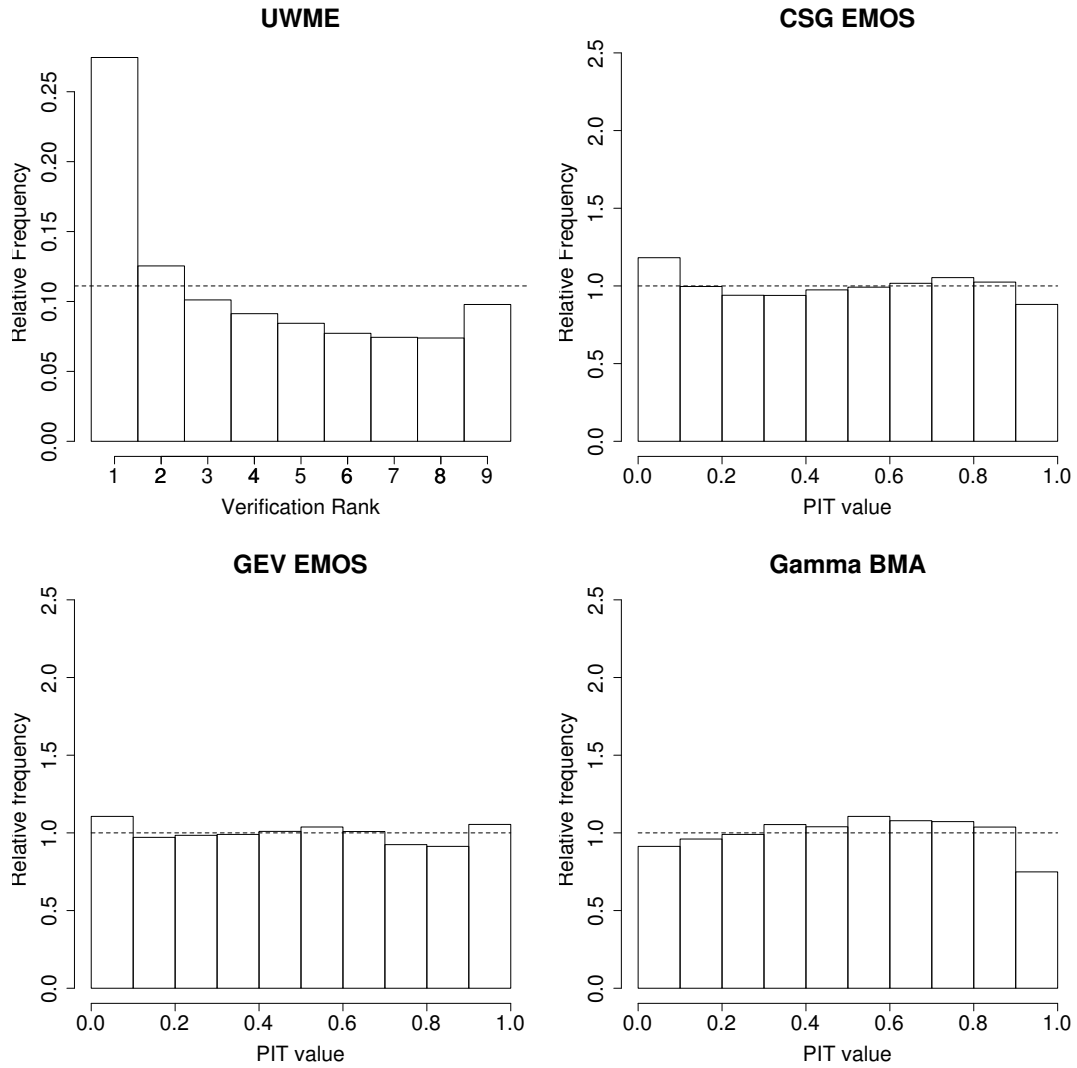 UWME
CSG EMOS
Relative Frequency
0.00 0.05 0.10 0.15 0.20 0.25
1 2 3 4 5 6 7 8 9
Verification Rank
Relative Frequency
0.0 0.5 1.0 1.5 2.0 2.5
0.0 0.2 0.4 0.6 0.8 1.0
PIT value
GEV EMOS
Gamma BMA
Relative frequency
0.0 0.5 1.0 1.5 2.0 2.5
0.0 0.2 0.4 0.6 0.8 1.0
PIT value
Relative frequency
0.0 0.5 1.0 1.5 2.0 2.5
0.0 0.2 0.4 0.6 0.8 1.0
PIT value